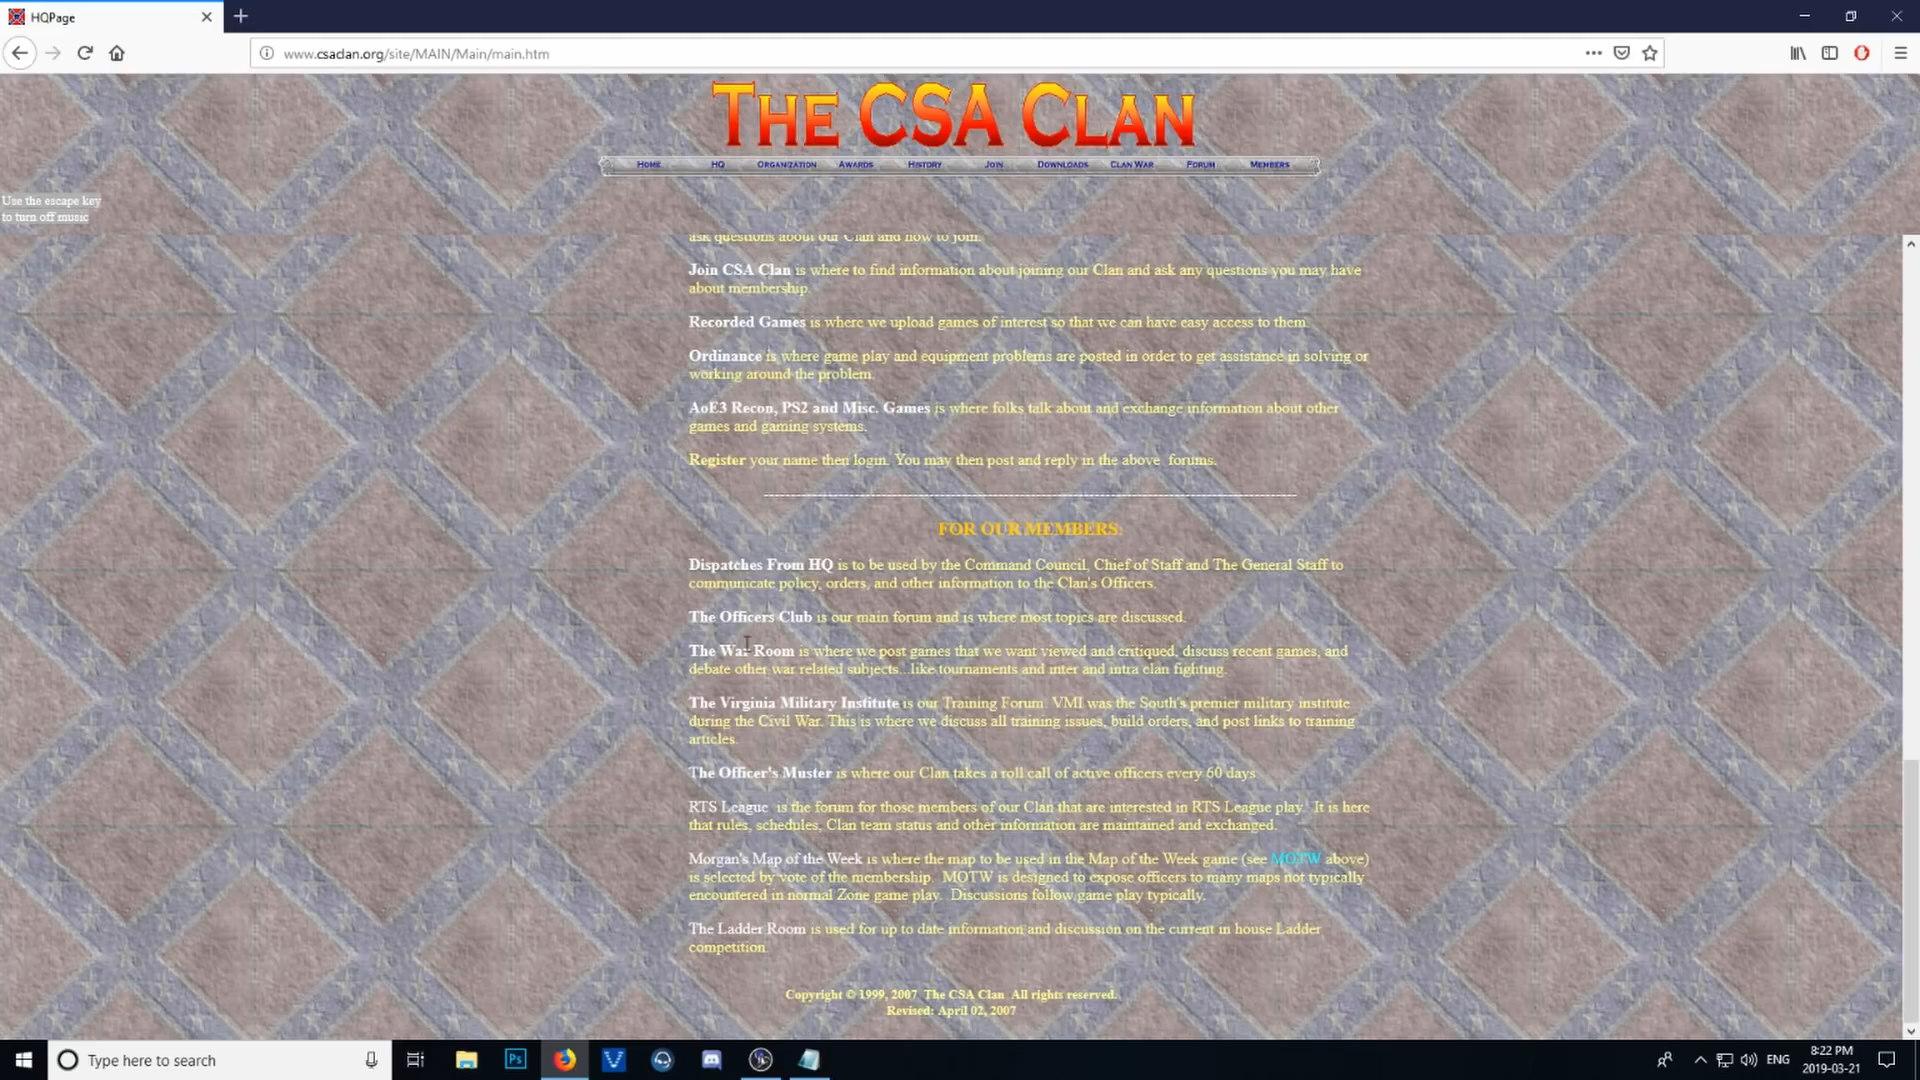 HQPage
www.csaclan.org/site/MAIN/Main/main.htm
THE CSA CLAN
HOME HQ ORGANIZATION AWARDS HISTORY JOIN DOWNLOADS CLAN WAR FORUM MEMBERS
Use the escape key
to turn off music
ask questions about our Clan and how to join.
Join CSA Clan is where to find information about joining our Clan and ask any questions you may have
about membership.
Recorded Games is where we upload games of interest so that we can have easy access to them.
Ordinance is where game play and equipment problems are posted in order to get assistance in solving or
working around the problem.
AoE3 Recon, PS2 and Misc. Games is where folks talk about and exchange information about other
games and gaming systems.
Register your name then login. You may then post and reply in the above forums.
FOR OUR MEMBERS:
Dispatches From HQ is to be used by the Command Council, Chief of Staff and The General Staff to
communicate policy, orders, and other information to the Clan's Officers.
The Officers Club is our main forum and is where most topics are discussed.
The War Room is where we post games that we want viewed and critiqued, discuss recent games, and
debate other war related subjects...like tournaments and inter and intra clan fighting.
The Virginia Military Institute is our Training Forum. VMI was the South's premier military institute
during the Civil War. This is where we discuss all training issues, build orders, and post links to training
articles.
The Officer's Muster is where our Clan takes a roll call of active officers every 60 days
RTS League is the forum for those members of our Clan that are interested in RTS League play. It is here
that rules, schedules, Clan team status and other information are maintained and exchanged.
Morgan's Map of the Week is where the map to be used in the Map of the Week game (see MOTW above)
is selected by vote of the membership. MOTW is designed to expose officers to many maps not typically
encountered in normal Zone game play. Discussions follow game play typically.
The Ladder Room is used for up to date information and discussion on the current in house Ladder
competition.
Copyright © 1999, 2007 The CSA Clan All rights reserved.
Revised: April 02, 2007
Type here to search
Ps
ENG
8:22 PM
2019-03-21